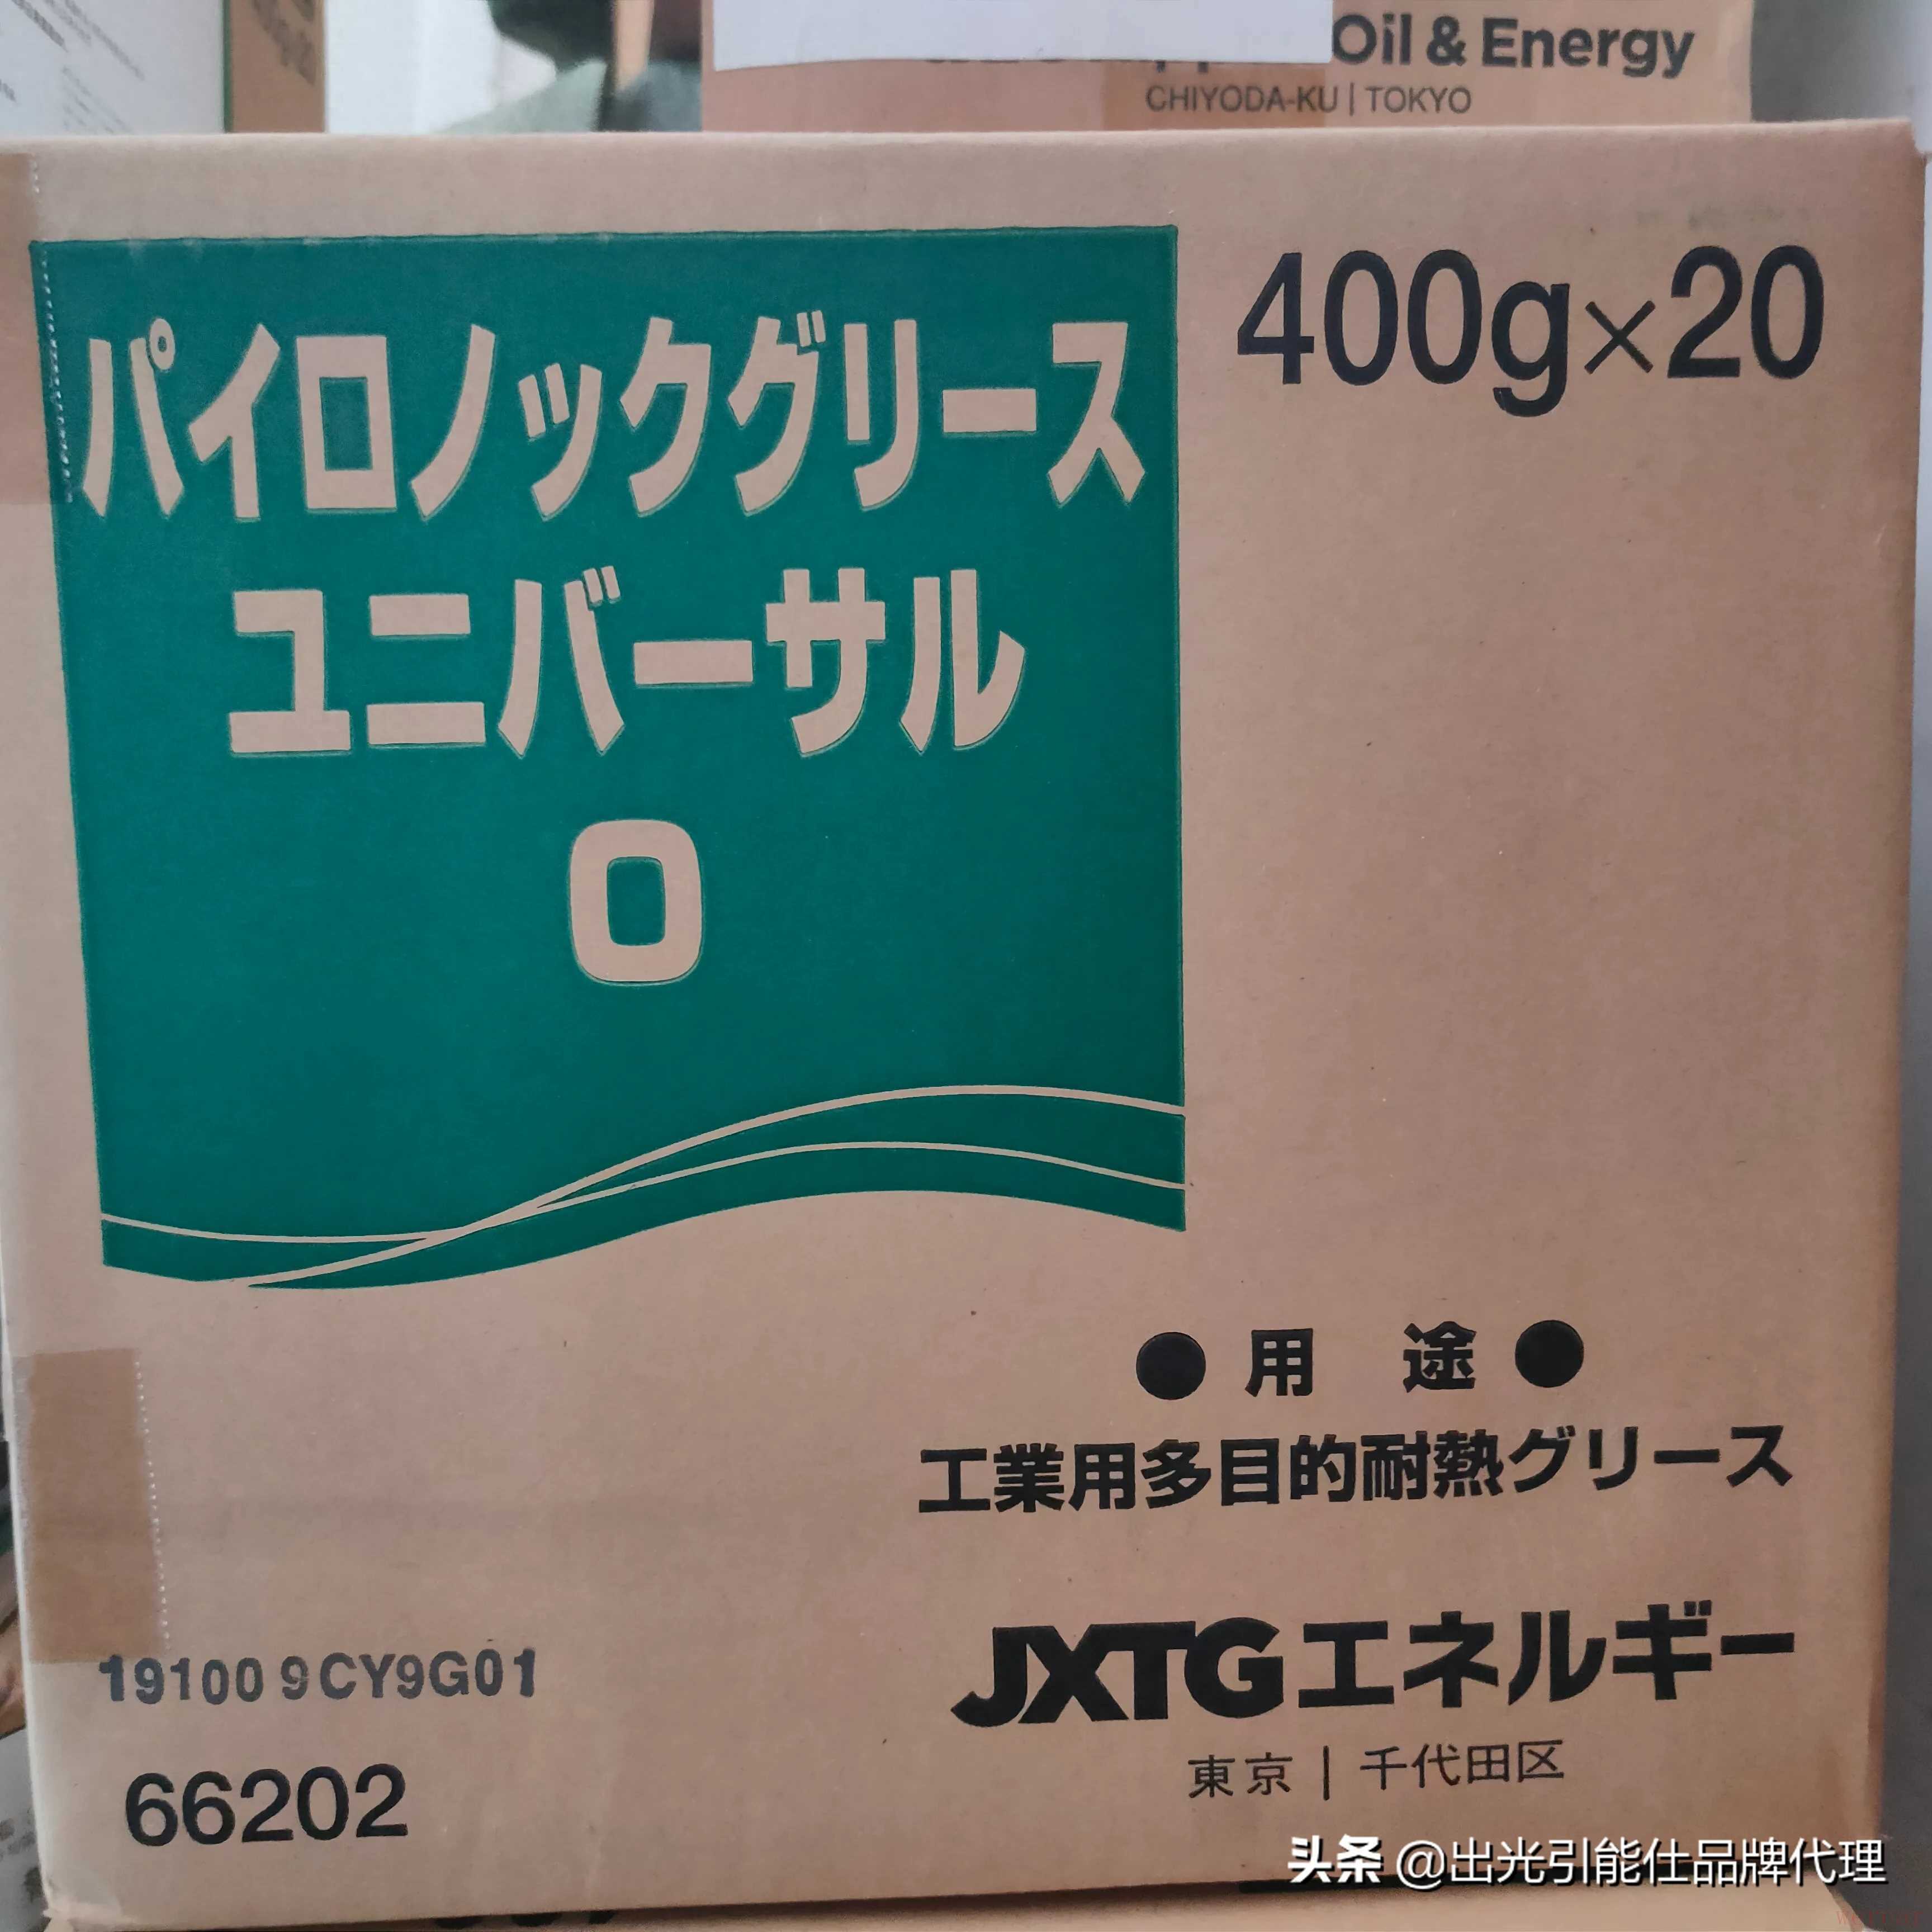 Oil & Energy
CHIYODA-KU | TOKYO
パイロノックグリース
ユニバーサル
0
400g×20
●用 途●
工業用多目的耐熱グリース
JXTGエネルギー
東京 | 千代田区
19100 9CY9G01
66202
头条 @出光引能仕品牌代理